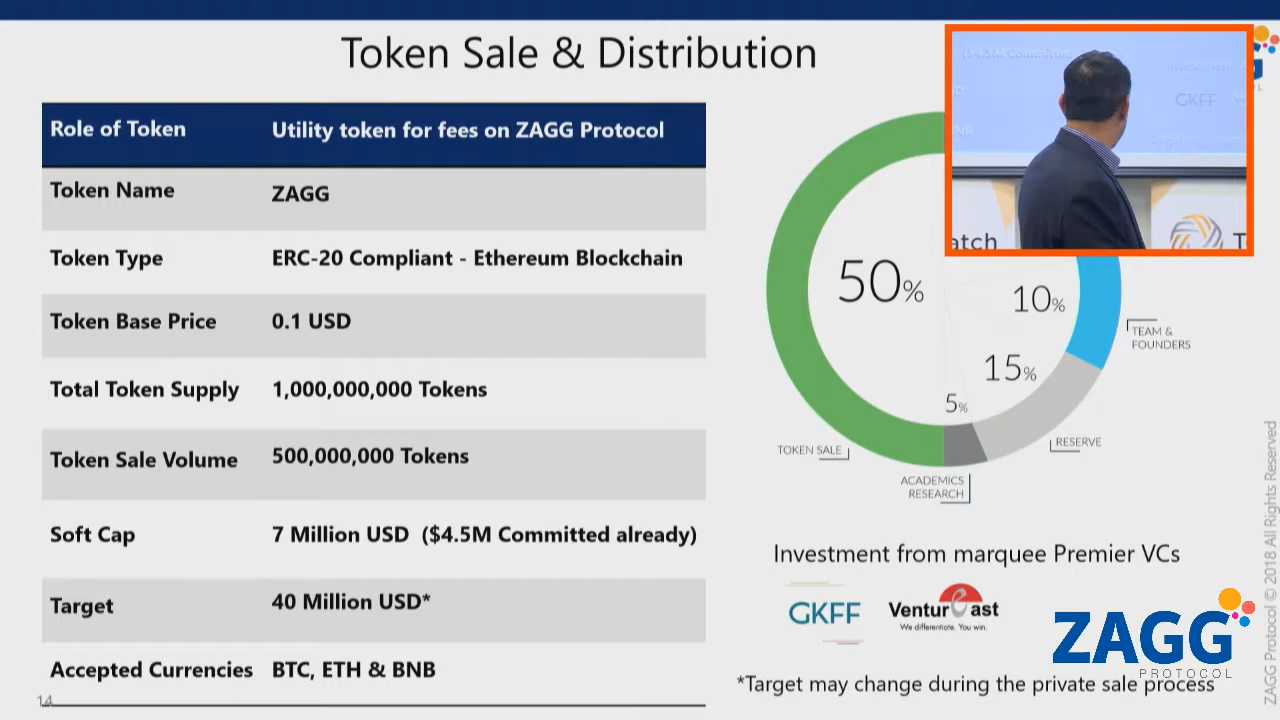 Token Sale & Distribution
Role of Token Utility token for fees on ZAGG Protocol
Token Name ZAGG
Token Type ERC-20 Compliant - Ethereum Blockchain
Token Base Price 0.1 USD
Total Token Supply 1,000,000,000 Tokens
Token Sale Volume 500,000,000 Tokens
Soft Cap 7 Million USD ($4.5M Committed already)
Target 40 Million USD*
Accepted Currencies BTC, ETH & BNB
14
50%
10%
15%
5%
TEAM &
FOUNDERS
RESERVE
TOKEN SALE
ACADEMICS
RESEARCH
Investment from marquee Premier VCs
GKFF
VenturEast
We differentiate. You win.
ZAGG
PROTOCOL
*Target may change during the private sale process
ZAGG Protocol © 2018 All Rights Reserved
GKFF
atch
T